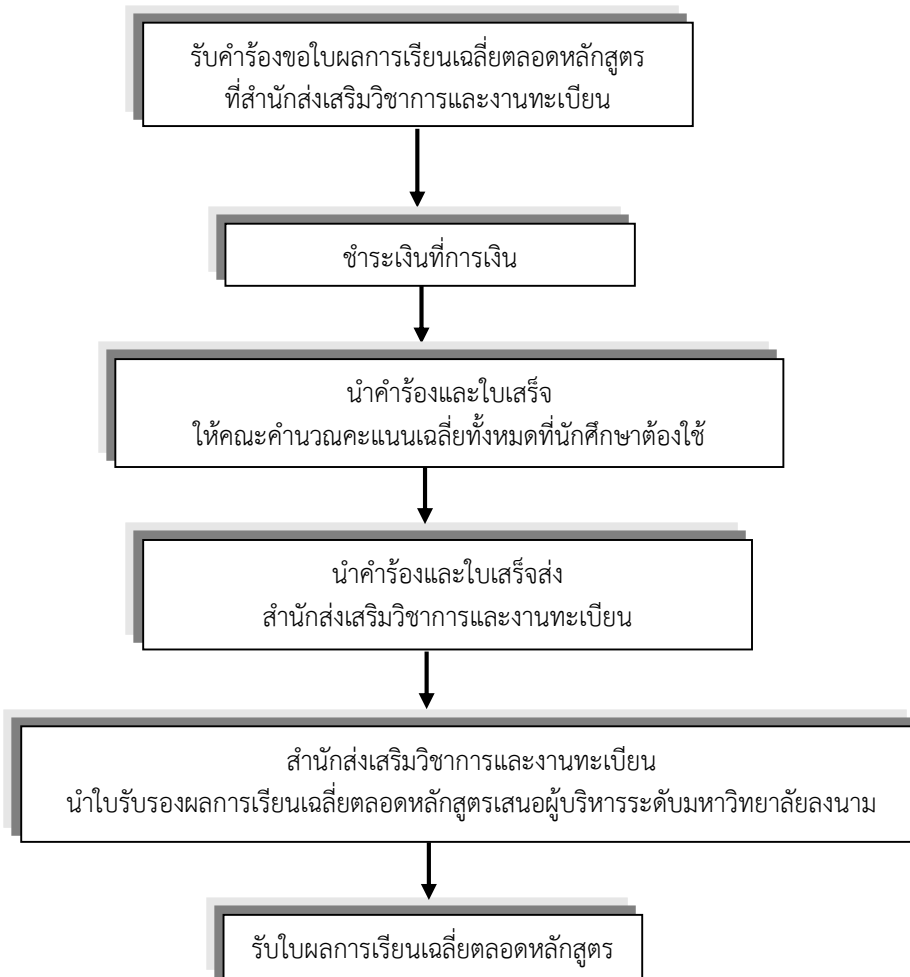 รับคำร้องขอใบผลการเรียนเฉลี่ยตลอดหลักสูตร
ที่สำนักส่งเสริมวิชาการและงานทะเบียน
ชำระเงินที่การเงิน
นำคำร้องและใบเสร็จ
ให้คณะคำนวณคะแนนเฉลี่ยทั้งหมดที่นักศึกษาต้องใช้
นำคำร้องและใบเสร็จส่ง
สำนักส่งเสริมวิชาการและงานทะเบียน
สำนักส่งเสริมวิชาการและงานทะเบียน
นำใบรับรองผลการเรียนเฉลี่ยตลอดหลักสูตรเสนอผู้บริหารระดับมหาวิทยาลัยลงนาม
รับใบผลการเรียนเฉลี่ยตลอดหลักสูตร